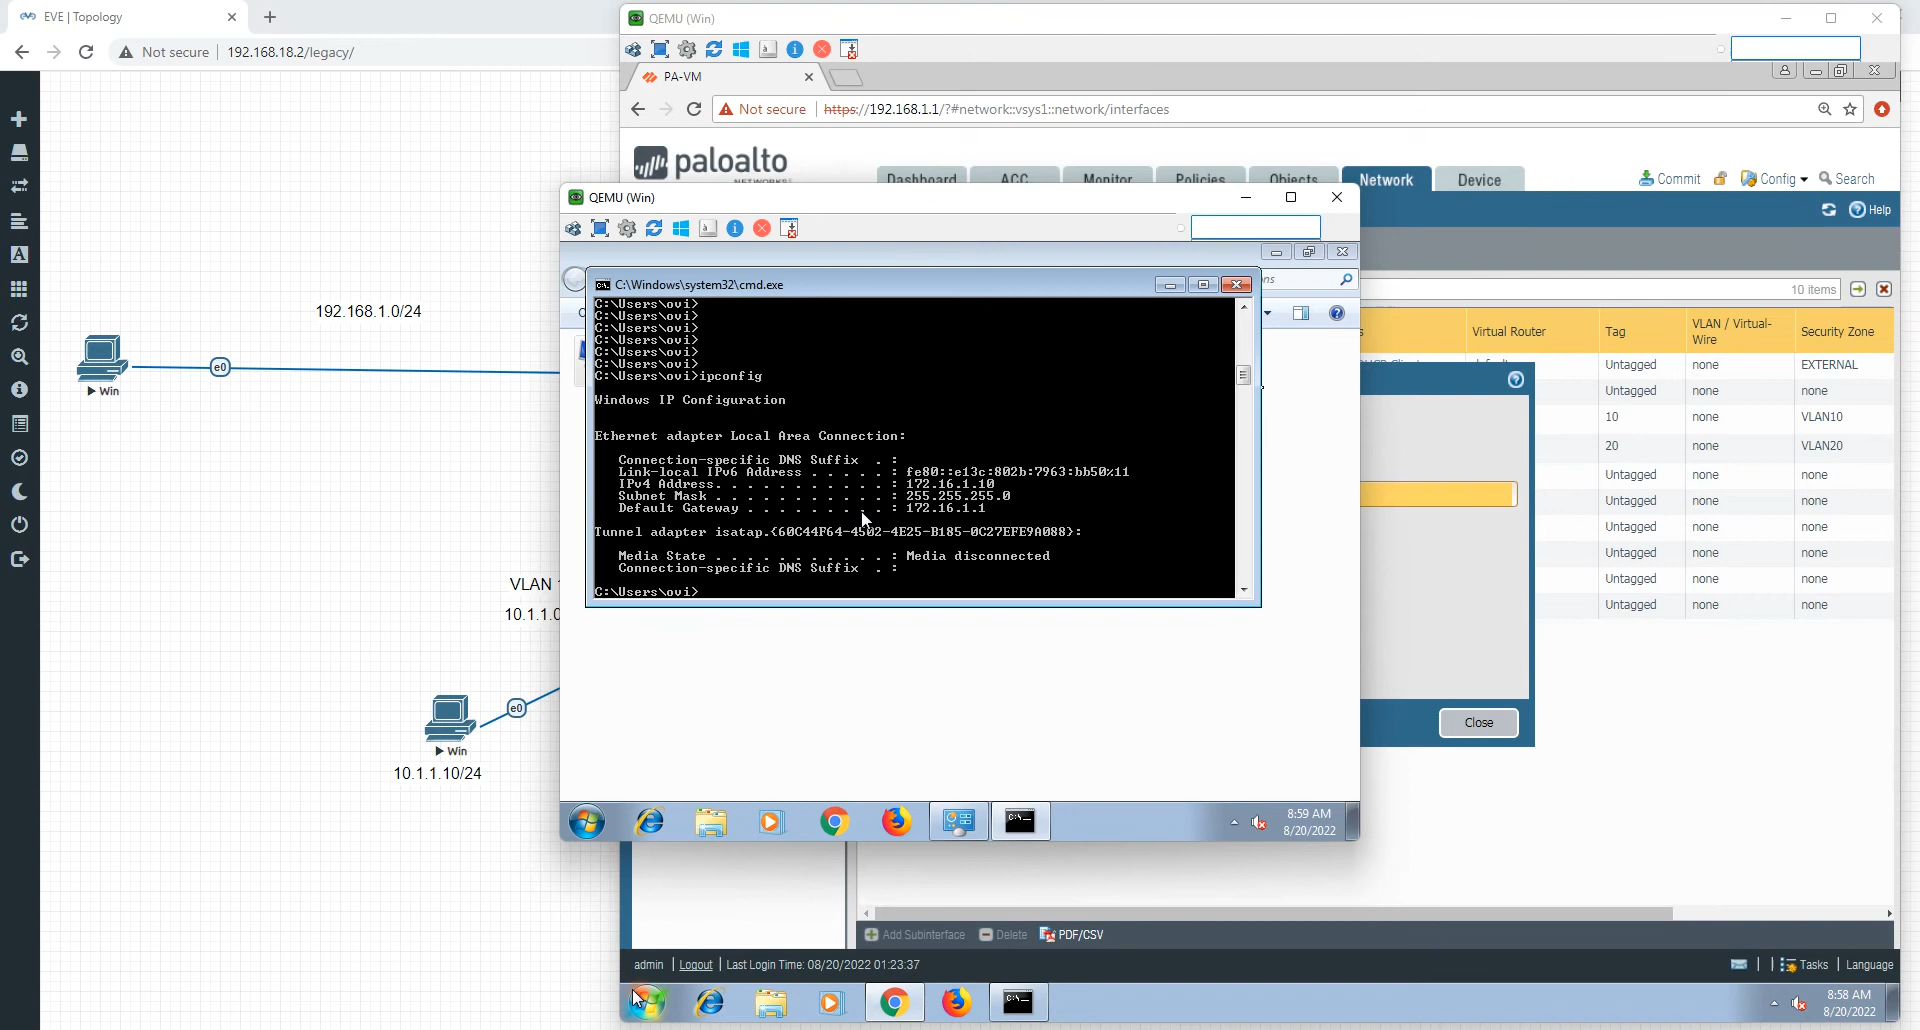 EVE | Topology
Not secure
192.168.18.2/legacy/
QEMU (Win)
PA-VM
Not secure
https://192.168.1.1/?#network::vsys1::network/interfaces
paloalto
NETWORKS
Dashboard
ACC
Monitor
Policies
Objects
Network
Device
Commit
Config
Search
Help
QEMU (Win)
C:\Windows\system32\cmd.exe
C:\Users\ovi>
C:\Users\ovi>
C:\Users\ovi>
C:\Users\ovi>
C:\Users\ovi>
C:\Users\ovi>
C:\Users\ovi>ipconfig
Windows IP Configuration
Ethernet adapter Local Area Connection:
Connection-specific DNS Suffix . :
Link-local IPv6 Address . . . . . : fe80::e13c:802b:7963:bb50%11
IPv4 Address. . . . . . . . . . . : 172.16.1.10
Subnet Mask . . . . . . . . . . . : 255.255.255.0
Default Gateway . . . . . . . . . : 172.16.1.1
Tunnel adapter isatap.{60C44F64-4502-4E25-B185-0C27EFE9A088}:
Media State . . . . . . . . . . . : Media disconnected
Connection-specific DNS Suffix . :
C:\Users\ovi>
8:59 AM
8/20/2022
10 items
Virtual Router
Tag
VLAN / Virtual-
Wire
Security Zone
Untagged none EXTERNAL
Untagged none none
10 none VLAN10
20 none VLAN20
Untagged none none
Untagged none none
Untagged none none
Untagged none none
Untagged none none
Untagged none none
Close
192.168.1.0/24
e0
Win
VLAN
10.1.1.0
e0
Win
10.1.1.10/24
Add Subinterface
Delete
PDF/CSV
admin | Logout | Last Login Time: 08/20/2022 01:23:37
Tasks | Language
8:58 AM
8/20/2022